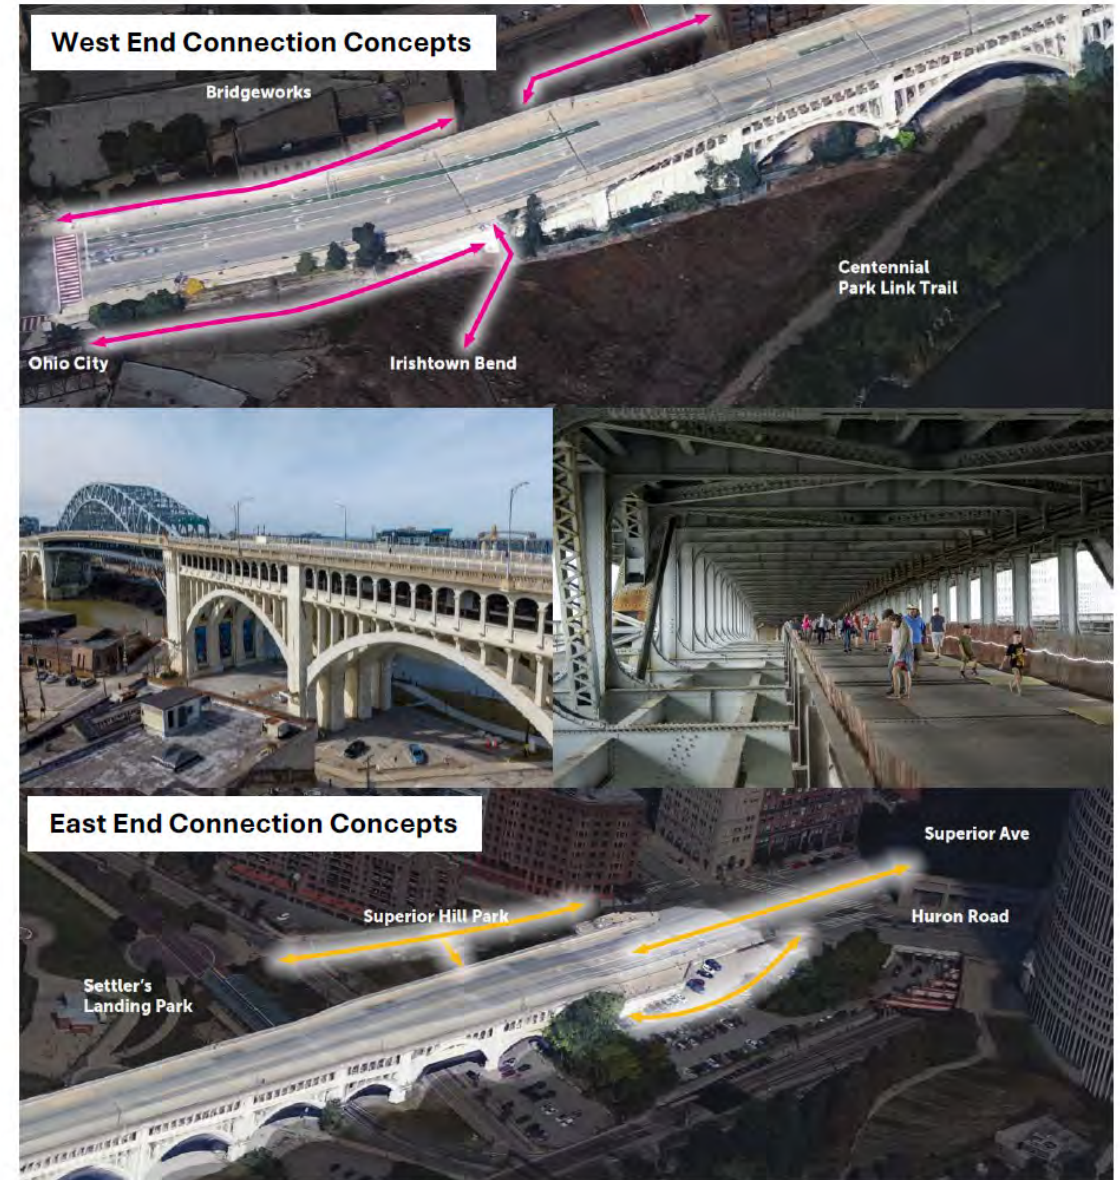 West End Connection Concepts
Bridgeworks
Centennial
Park Link Trail
Ohio City
Irishtown Bend
East End Connection Concepts
Superior Ave
Superior Hill Park
Huron Road
Settler's
Landing Park